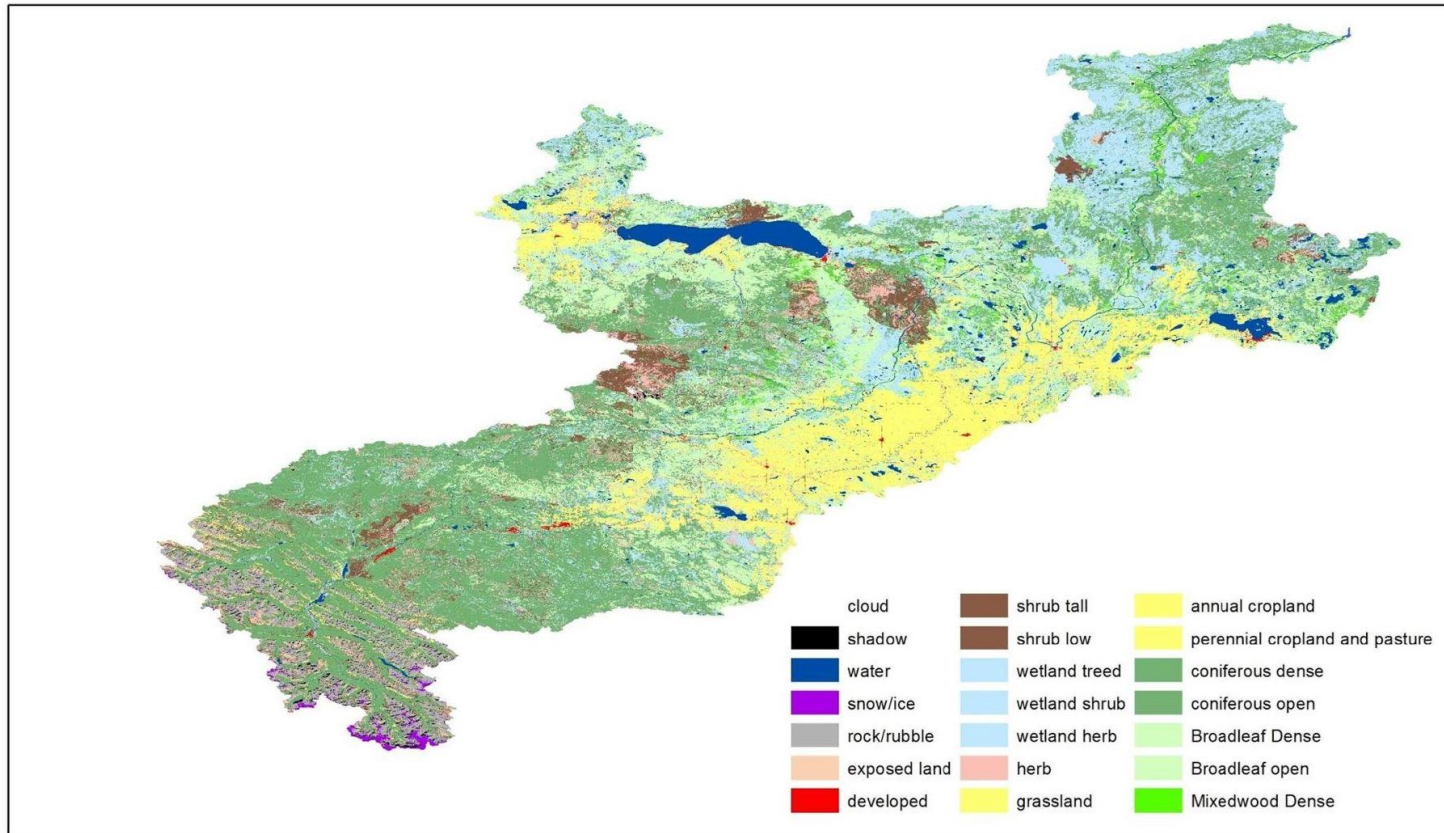 cloud
shadow
water
snow/ice
rock/rubble
exposed land
developed
shrub tall
shrub low
wetland treed
wetland shrub
wetland herb
herb
grassland
annual cropland
perennial cropland and pasture
coniferous dense
coniferous open
Broadleaf Dense
Broadleaf open
Mixedwood Dense